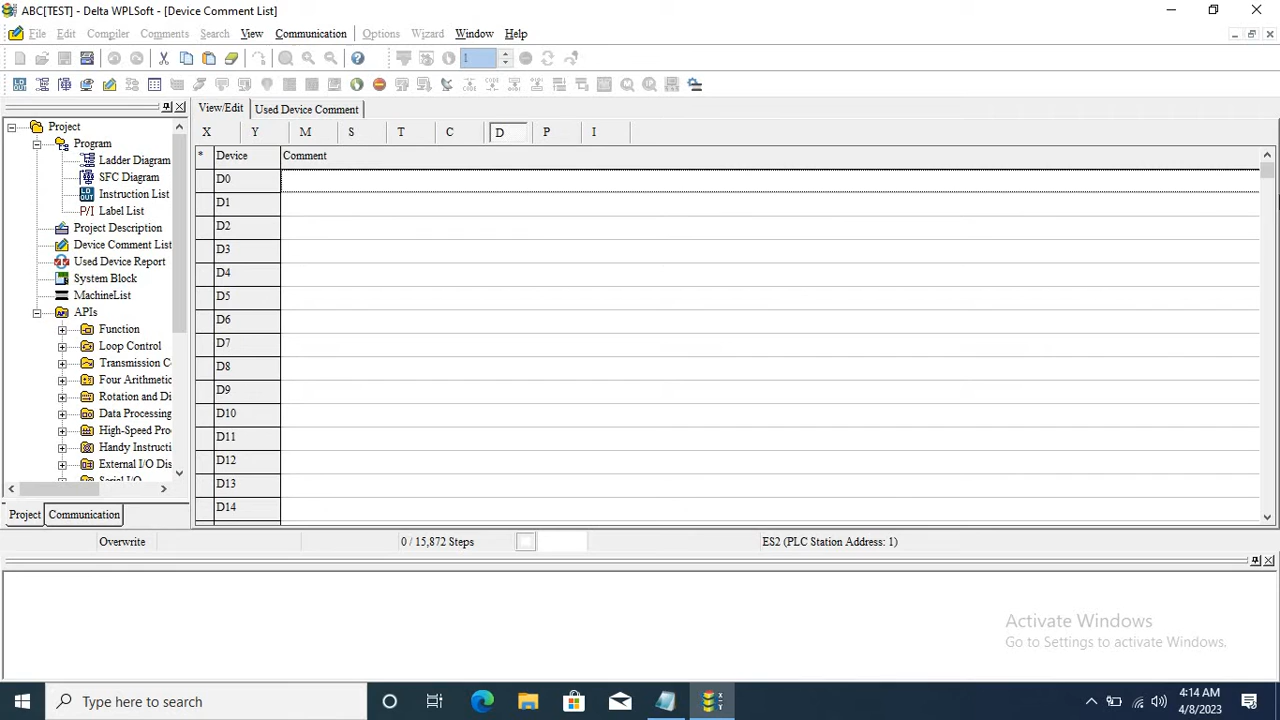 ABC[TEST] - Delta WPLSoft - [Device Comment List]
File Edit Compiler Comments Search View Communication Options Wizard Window Help
1
View/Edit Used Device Comment
X Y M S T C D P I
* Device Comment
Project
Program
Ladder Diagram
SFC Diagram
Instruction List
P/I Label List
Project Description
Device Comment List
Used Device Report
System Block
MachineList
APIs
Function
Loop Control
Transmission C
Four Arithmetic
Rotation and Di
Data Processing
High-Speed Pro
Handy Instructi
External I/O Dis
Serial I/O
D0
D1
D2
D3
D4
D5
D6
D7
D8
D9
D10
D11
D12
D13
D14
Project Communication
Overwrite 0 / 15,872 Steps ES2 (PLC Station Address: 1)
Activate Windows
Go to Settings to activate Windows.
Type here to search
4:14 AM
4/8/2023